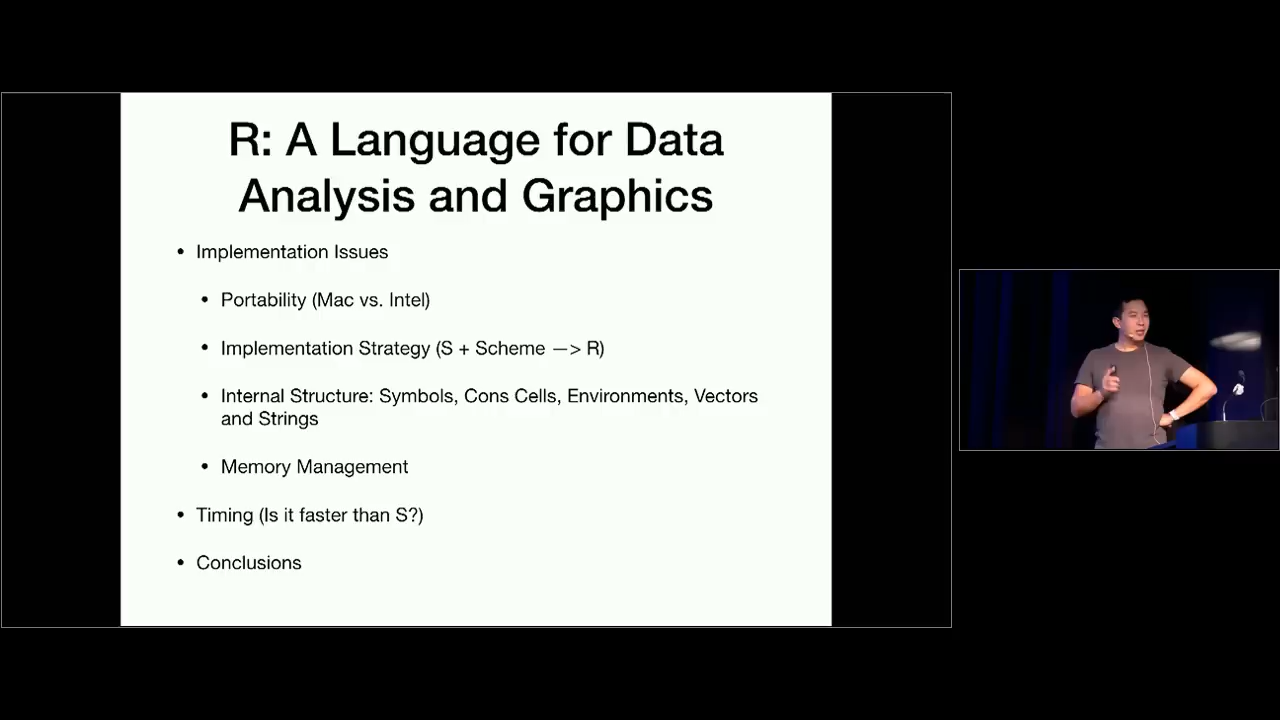 R: A Language for Data
Analysis and Graphics
• Implementation Issues
• Portability (Mac vs. Intel)
• Implementation Strategy (S + Scheme —> R)
• Internal Structure: Symbols, Cons Cells, Environments, Vectors
and Strings
• Memory Management
• Timing (Is it faster than S?)
• Conclusions